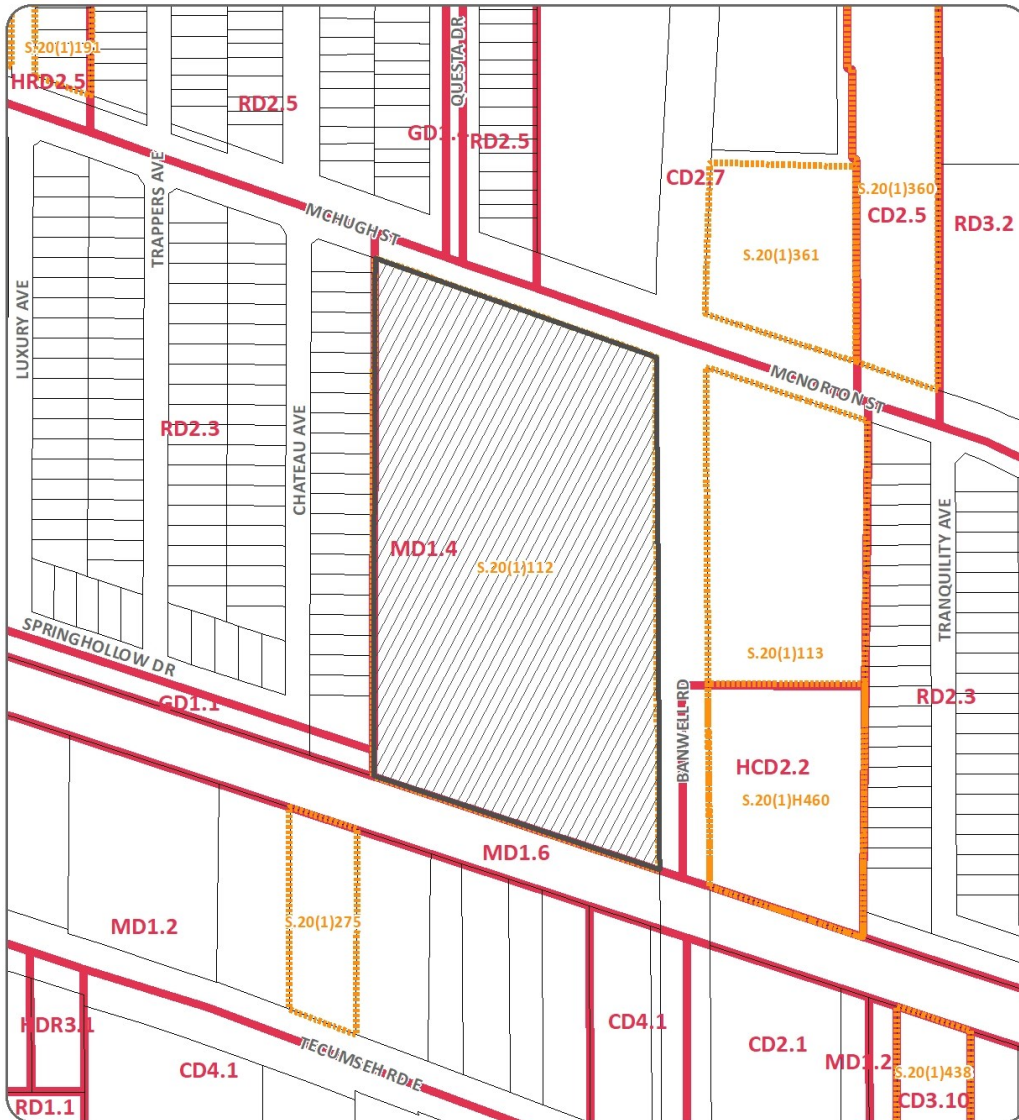 S.20(1)191
HRD2.5
RD2.5
QUESTA DR
RD2.5
CD2.7
S.20(1)360
CD2.5
RD3.2
TRAPPERS AVE
MCHUGH ST
S.20(1)361
LUXURY AVE
RD2.3
CHATEAU AVE
MCNORTON ST
MD1.4
S.20(1)112
TRANQUILITY AVE
SPRINGHOLLOW DR
S.20(1)113
GD1.1
BANWELL RD
RD2.3
HCD2.2
S.20(1)H460
MD1.6
S.20(1)275
MD1.2
HDR3.1
CD4.1
TECUMSEH RD E
CD4.1
CD2.1
MD1.2
S.20(1)438
CD3.10
RD1.1